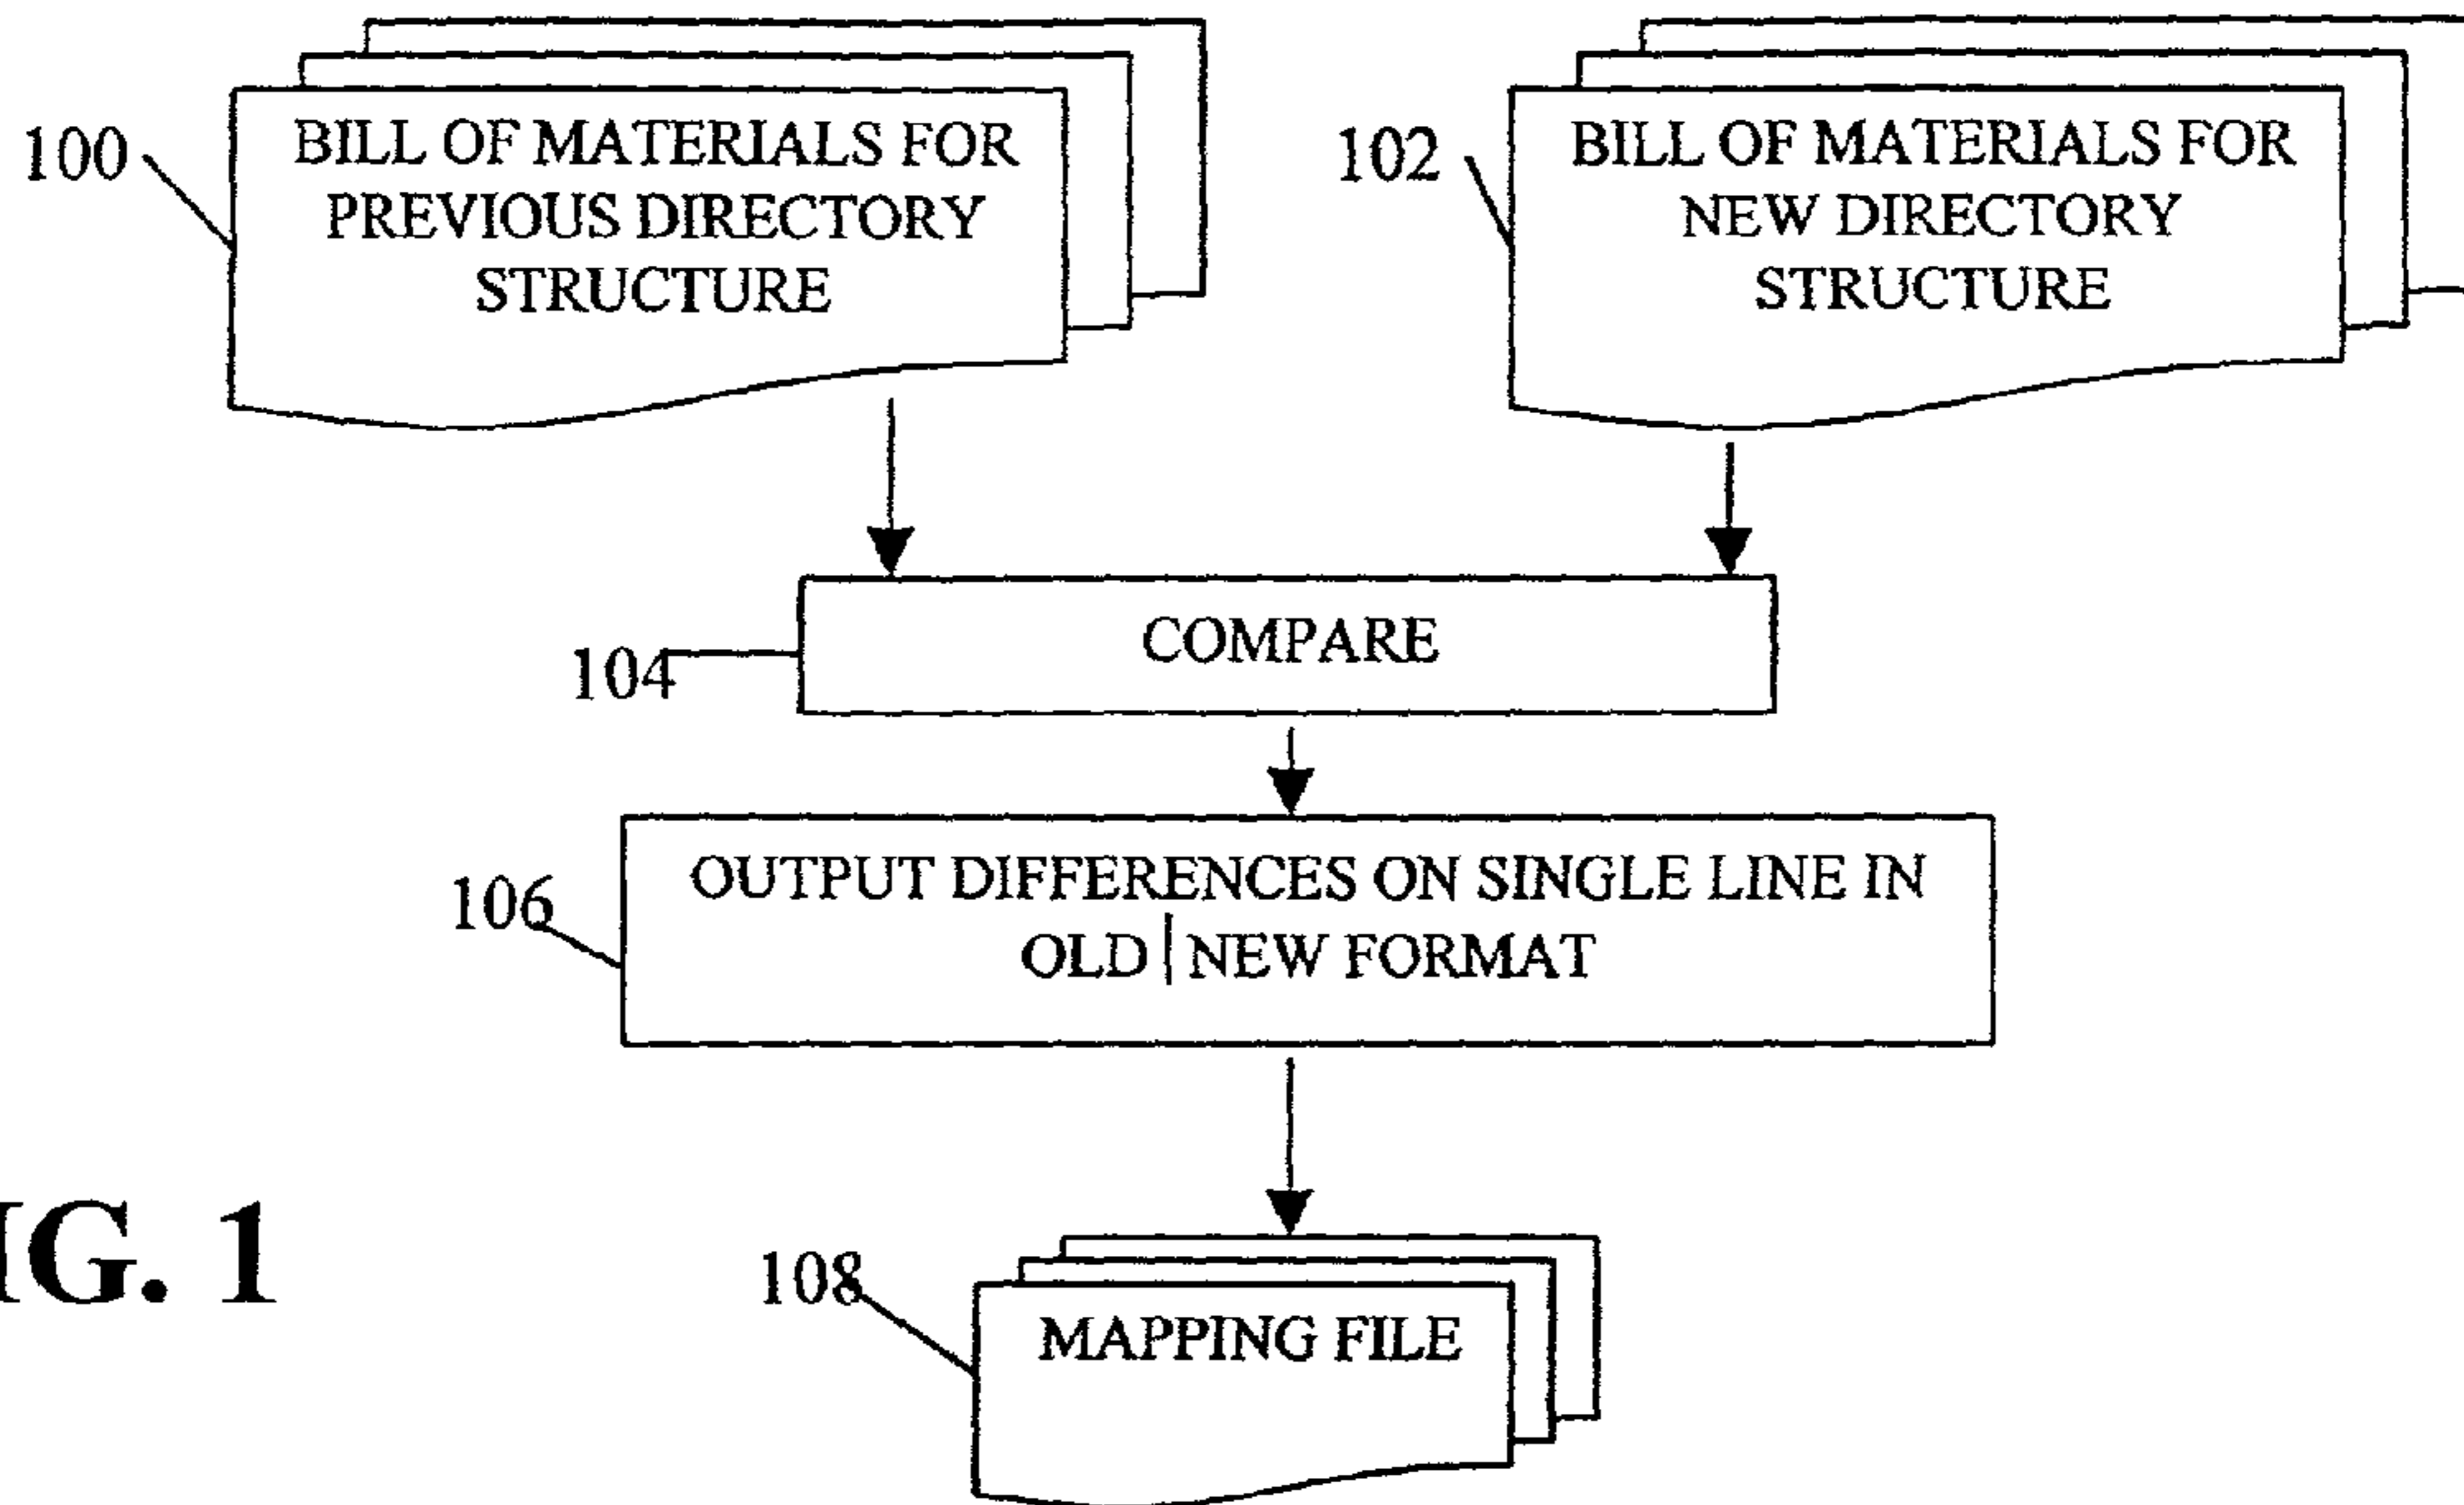 100
BILL OF MATERIALS FOR
PREVIOUS DIRECTORY
STRUCTURE
102
BILL OF MATERIALS FOR
NEW DIRECTORY
STRUCTURE
104
COMPARE
106
OUTPUT DIFFERENCES ON SINGLE LINE IN
OLD | NEW FORMAT
108
MAPPING FILE
IG. 1